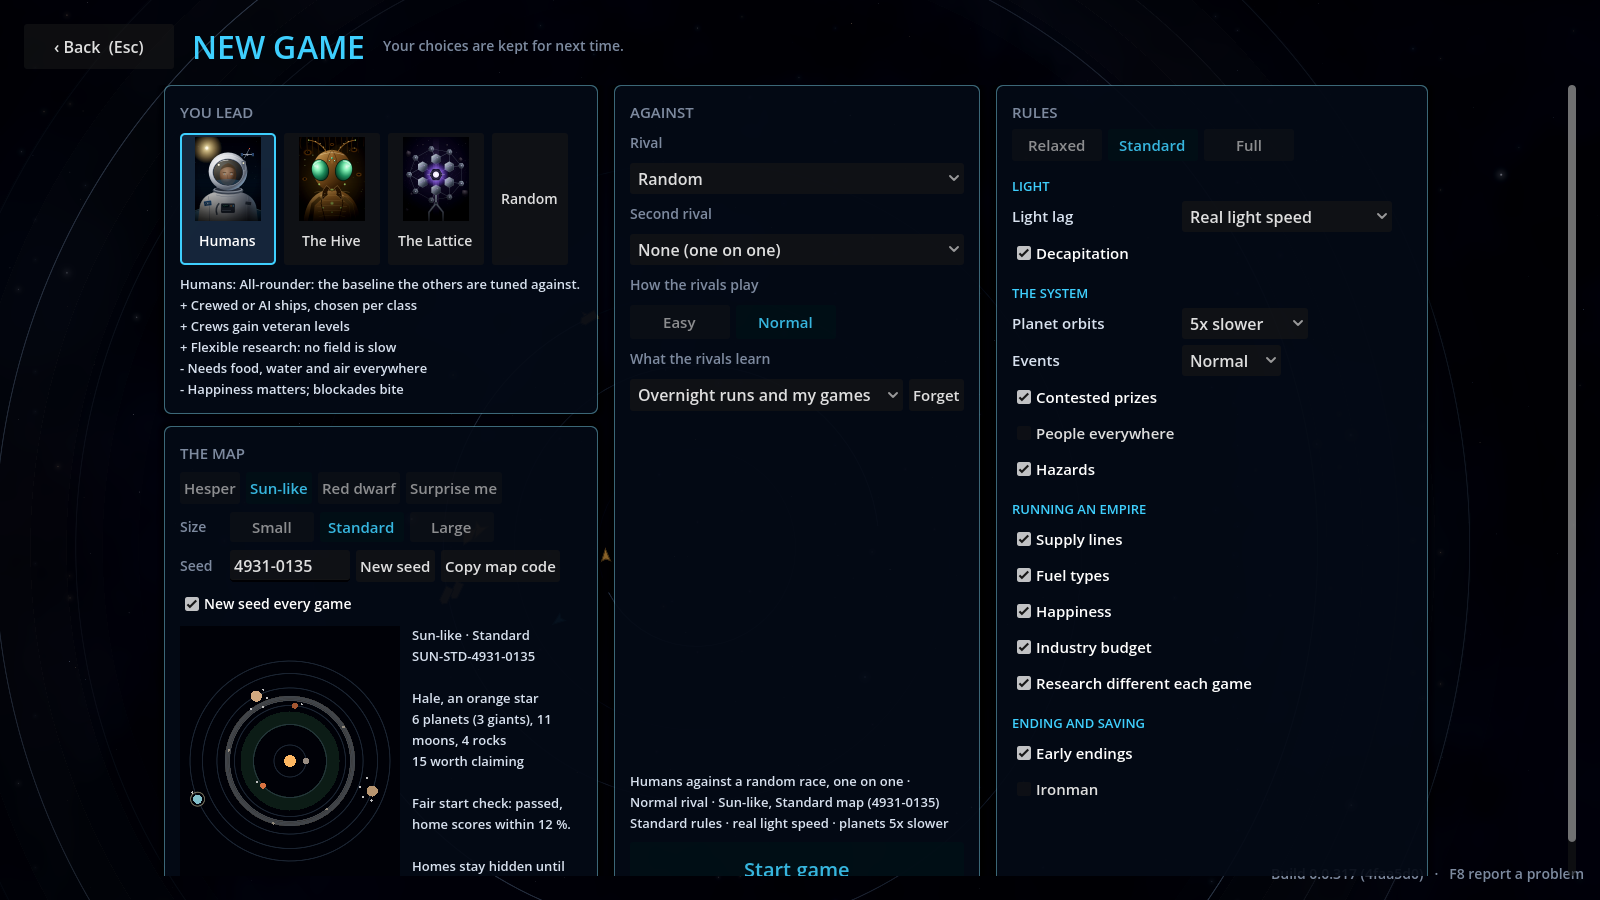 ‹ Back (Esc)
NEW GAME
Your choices are kept for next time.
YOU LEAD
Humans
The Hive
The Lattice
Random
Humans: All-rounder: the baseline the others are tuned against.
+ Crewed or AI ships, chosen per class
+ Crews gain veteran levels
+ Flexible research: no field is slow
- Needs food, water and air everywhere
- Happiness matters; blockades bite
THE MAP
Hesper Sun-like Red dwarf Surprise me
Size Small Standard Large
Seed 4931-0135 New seed Copy map code
New seed every game
Sun-like · Standard
SUN-STD-4931-0135
Hale, an orange star
6 planets (3 giants), 11
moons, 4 rocks
15 worth claiming
Fair start check: passed,
home scores within 12 %.
Homes stay hidden until
AGAINST
Rival
Random
Second rival
None (one on one)
How the rivals play
Easy Normal
What the rivals learn
Overnight runs and my games Forget
Humans against a random race, one on one ·
Normal rival · Sun-like, Standard map (4931-0135)
Standard rules · real light speed · planets 5x slower
Start game
RULES
Relaxed Standard Full
LIGHT
Light lag Real light speed
Decapitation
THE SYSTEM
Planet orbits 5x slower
Events Normal
Contested prizes
People everywhere
Hazards
RUNNING AN EMPIRE
Supply lines
Fuel types
Happiness
Industry budget
Research different each game
ENDING AND SAVING
Early endings
Ironman
Build 0.0.317 · F8 report a problem